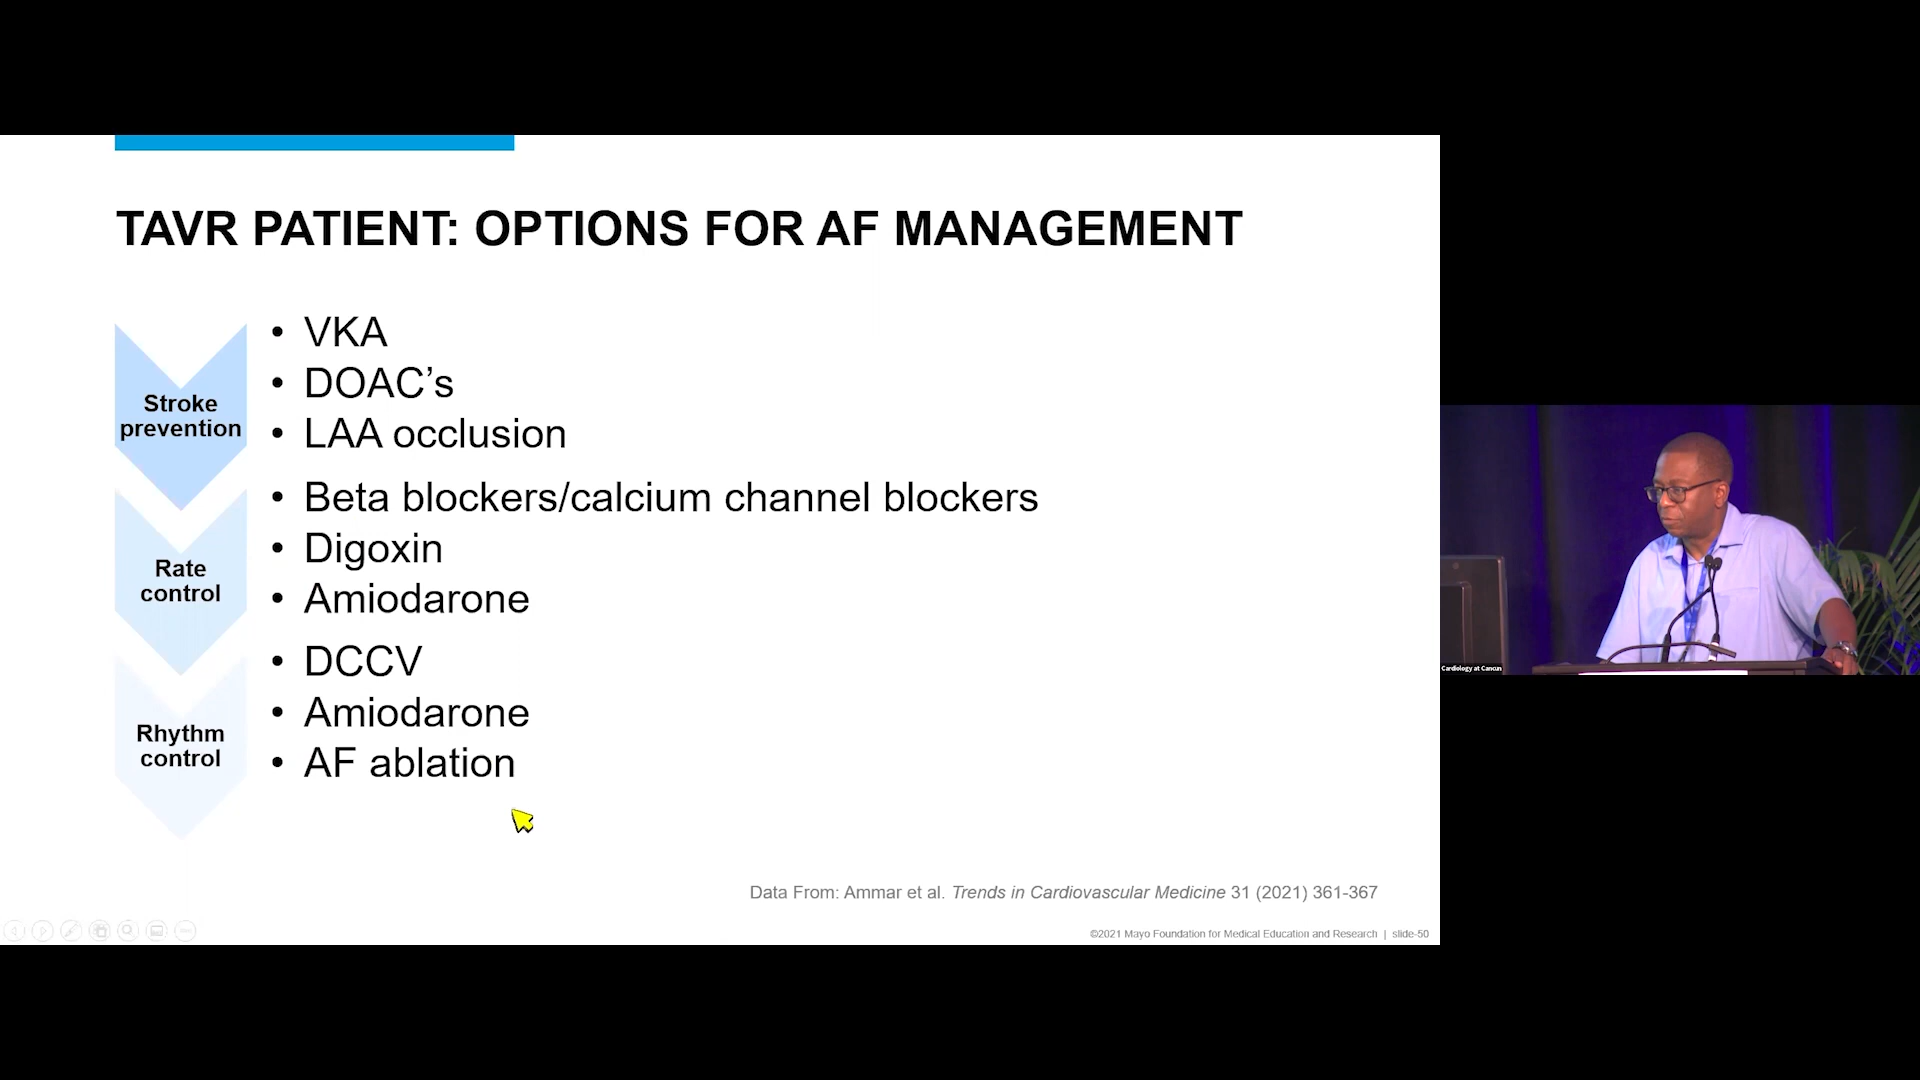 TAVR PATIENT: OPTIONS FOR AF MANAGEMENT
Stroke
prevention
• VKA
• DOAC’s
• LAA occlusion
Rate
control
• Beta blockers/calcium channel blockers
• Digoxin
• Amiodarone
Rhythm
control
• DCCV
• Amiodarone
• AF ablation
Data From: Ammar et al. Trends in Cardiovascular Medicine 31 (2021) 361-367
©2021 Mayo Foundation for Medical Education and Research | slide-50
Cardiology at Cancun